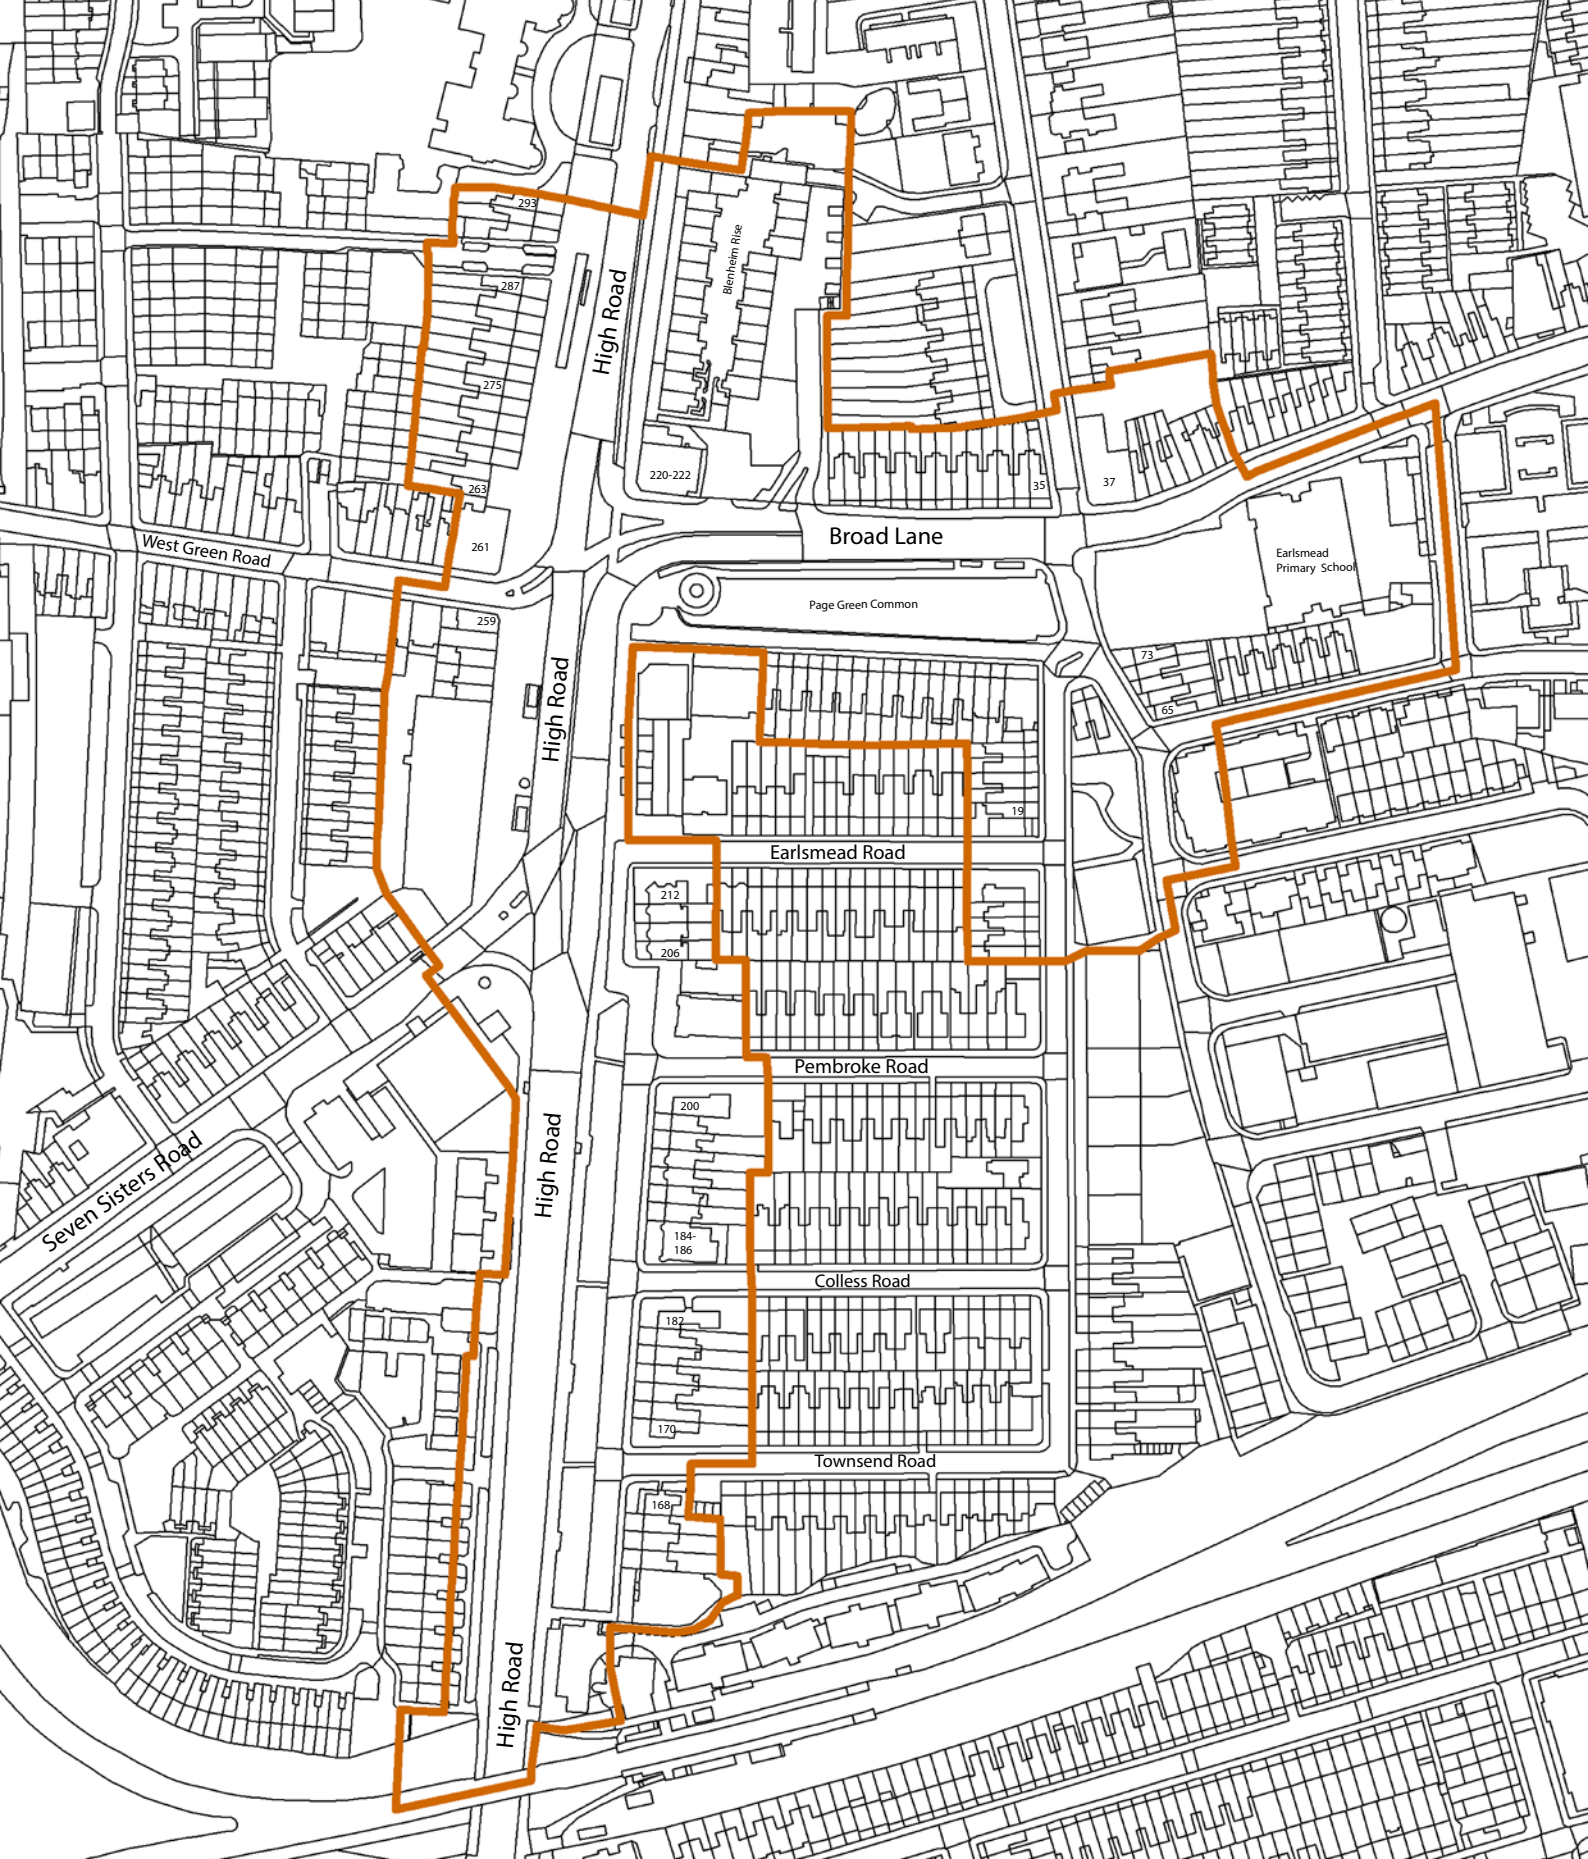 293
Blenheim Rise
287
High Road
275
220-222
35
37
263
Broad Lane
261
West Green Road
Earlsmead
Primary School
Page Green Common
259
73
High Road
65
19
Earlsmead Road
212
206
Pembroke Road
200
High Road
Seven Sisters Road
184-
186
Colless Road
182
170
Townsend Road
168
High Road